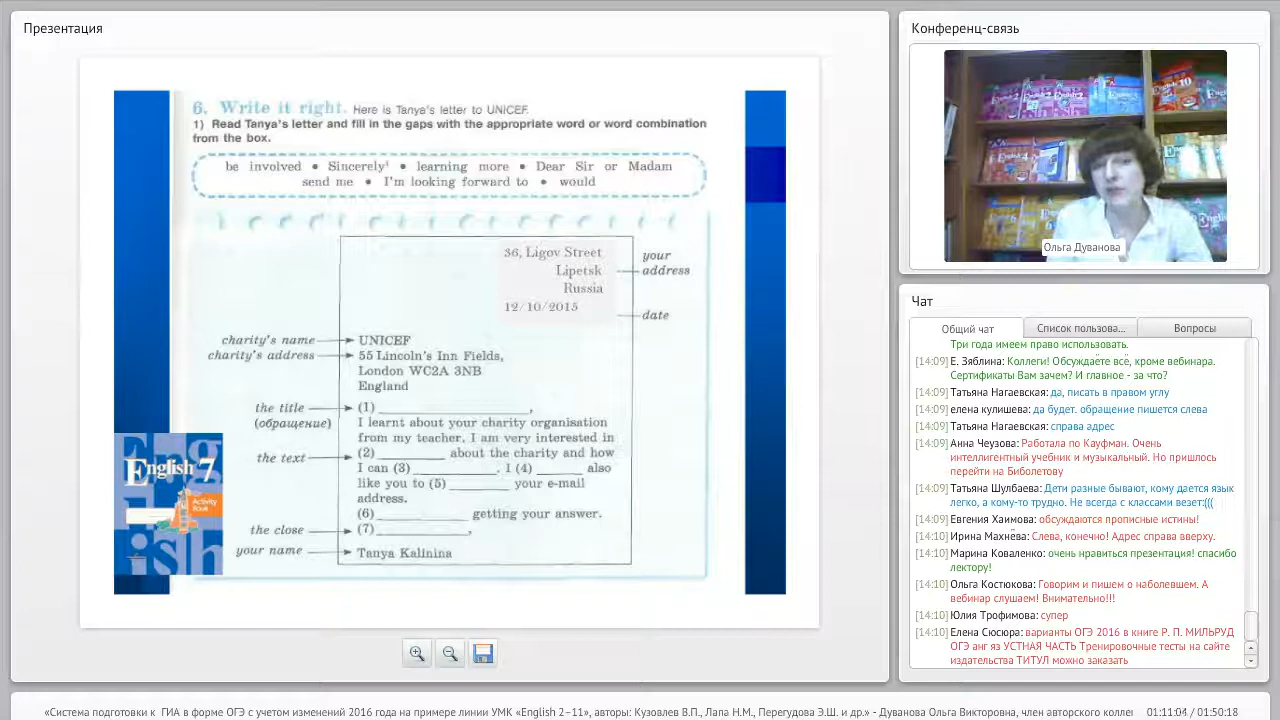 Презентация
6. Write it right. Here is Tanya's letter to UNICEF.
1) Read Tanya's letter and fill in the gaps with the appropriate word or word combination
from the box.
be involved • Sincerely¹ • learning more • Dear Sir or Madam
send me • I'm looking forward to • would
36, Ligov Street
Lipetsk
Russia
12/10/2015
your
address
date
charity's name
UNICEF
charity's address
55 Lincoln's Inn Fields,
London WC2A 3NB
England
the title
(обращение)
(1) ____________________,
I learnt about your charity organisation
from my teacher. I am very interested in
the text
(2) _________ about the charity and how
I can (3) ___________. I (4) ______ also
like you to (5) ________ your e-mail
address.
(6) ____________ getting your answer.
the close
(7) ____________,
your name
Tanya Kalinina
Eng
English 7
Activity
Book
ish
Конференц-связь
Ольга Дуванова
Чат
Общий чат
Список пользова...
Вопросы
Три года имеем право использовать.
[14:09] Е. Зяблина: Коллеги! Обсуждаете всё, кроме вебинара.
Сертификаты Вам зачем? И главное - за что?
[14:09] Татьяна Нагаевская: да, писать в правом углу
[14:09] елена кулишева: да будет. обращение пишется слева
[14:09] Татьяна Нагаевская: справа адрес
[14:09] Анна Чеузова: Работала по Кауфман. Очень
интеллигентный учебник и музыкальный. Но пришлось
перейти на Биболетову
[14:09] Татьяна Шулбаева: Дети разные бывают, кому дается язык
легко, а кому-то трудно. Не всегда с классами везет:(((
[14:09] Евгения Хаимова: обсуждаются прописные истины!
[14:10] Ирина Махнёва: Слева, конечно! Адрес справа вверху.
[14:10] Марина Коваленко: очень нравиться презентация! спасибо
лектору!
[14:10] Ольга Костюкова: Говорим и пишем о наболевшем. А
вебинар слушаем! Внимательно!!!
[14:10] Юлия Трофимова: супер
[14:10] Елена Сюсюра: варианты ОГЭ 2016 в книге Р. П. МИЛЬРУД
ОГЭ анг яз УСТНАЯ ЧАСТЬ Тренировочные тесты на сайте
издательства ТИТУЛ можно заказать
«Система подготовки к ГИА в форме ОГЭ с учетом изменений 2016 года на примере линии УМК «English 2–11», авторы: Кузовлев В.П., Лапа Н.М., Перегудова Э.Ш. и др.» - Дуванова Ольга Викторовна, член авторского коллек
01:11:04 / 01:50:18